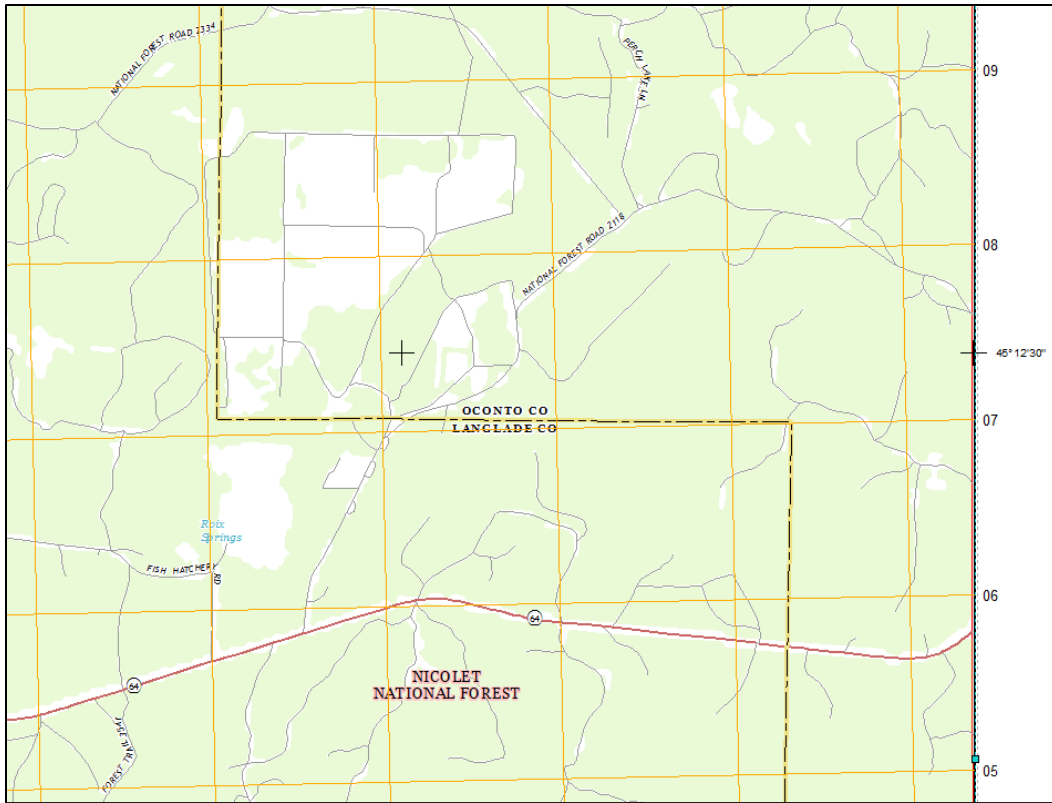 NATIONAL FOREST ROAD 2334
PERCH LAKE LN
09
08
NATIONAL FOREST ROAD 2118
45° 12'30"
OCONTO CO
LANGLADE CO
07
Roix
Springs
FISH HATCHERY RD
06
64
64
NICOLET
NATIONAL FOREST
FOREST TRAIL 354A
05